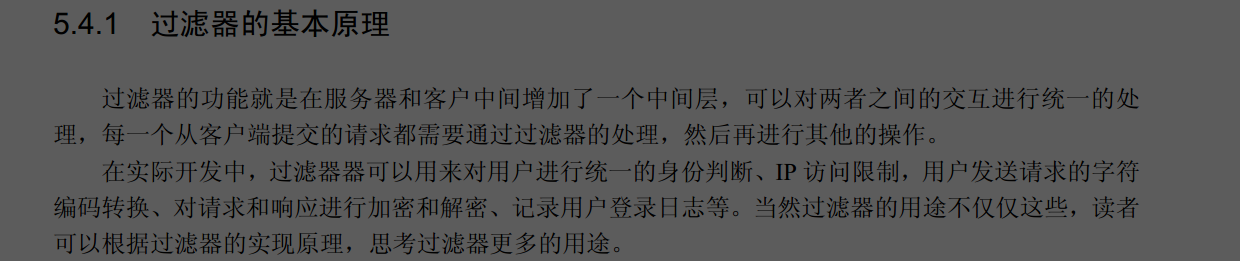 5.4.1 过滤器的基本原理
过滤器的功能就是在服务器和客户中间增加了一个中间层，可以对两者之间的交互进行统一的处
理，每一个从客户端提交的请求都需要通过过滤器的处理，然后再进行其他的操作。
在实际开发中，过滤器器可以用来对用户进行统一的身份判断、IP 访问限制，用户发送请求的字符
编码转换、对请求和响应进行加密和解密、记录用户登录日志等。当然过滤器的用途不仅仅这些，读者
可以根据过滤器的实现原理，思考过滤器更多的用途。